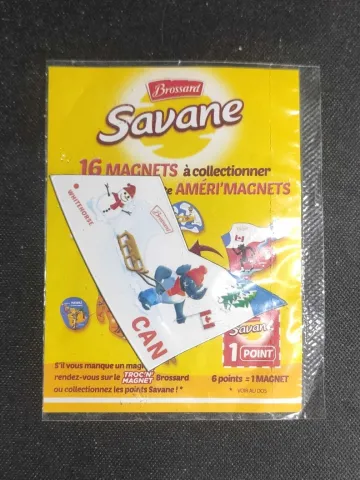 Brossard
Savane
16 MAGNETS à collectionner
e AMÉRI'MAGNETS
WHITEHORSE
Brossard
CAN
Savane
1 POINT
S'il vous manque un mag
rendez-vous sur le TROC'N' MAGNET Brossard
ou collectionnez les points Savane ! *
6 points = 1 MAGNET
* VOIR AU DOS